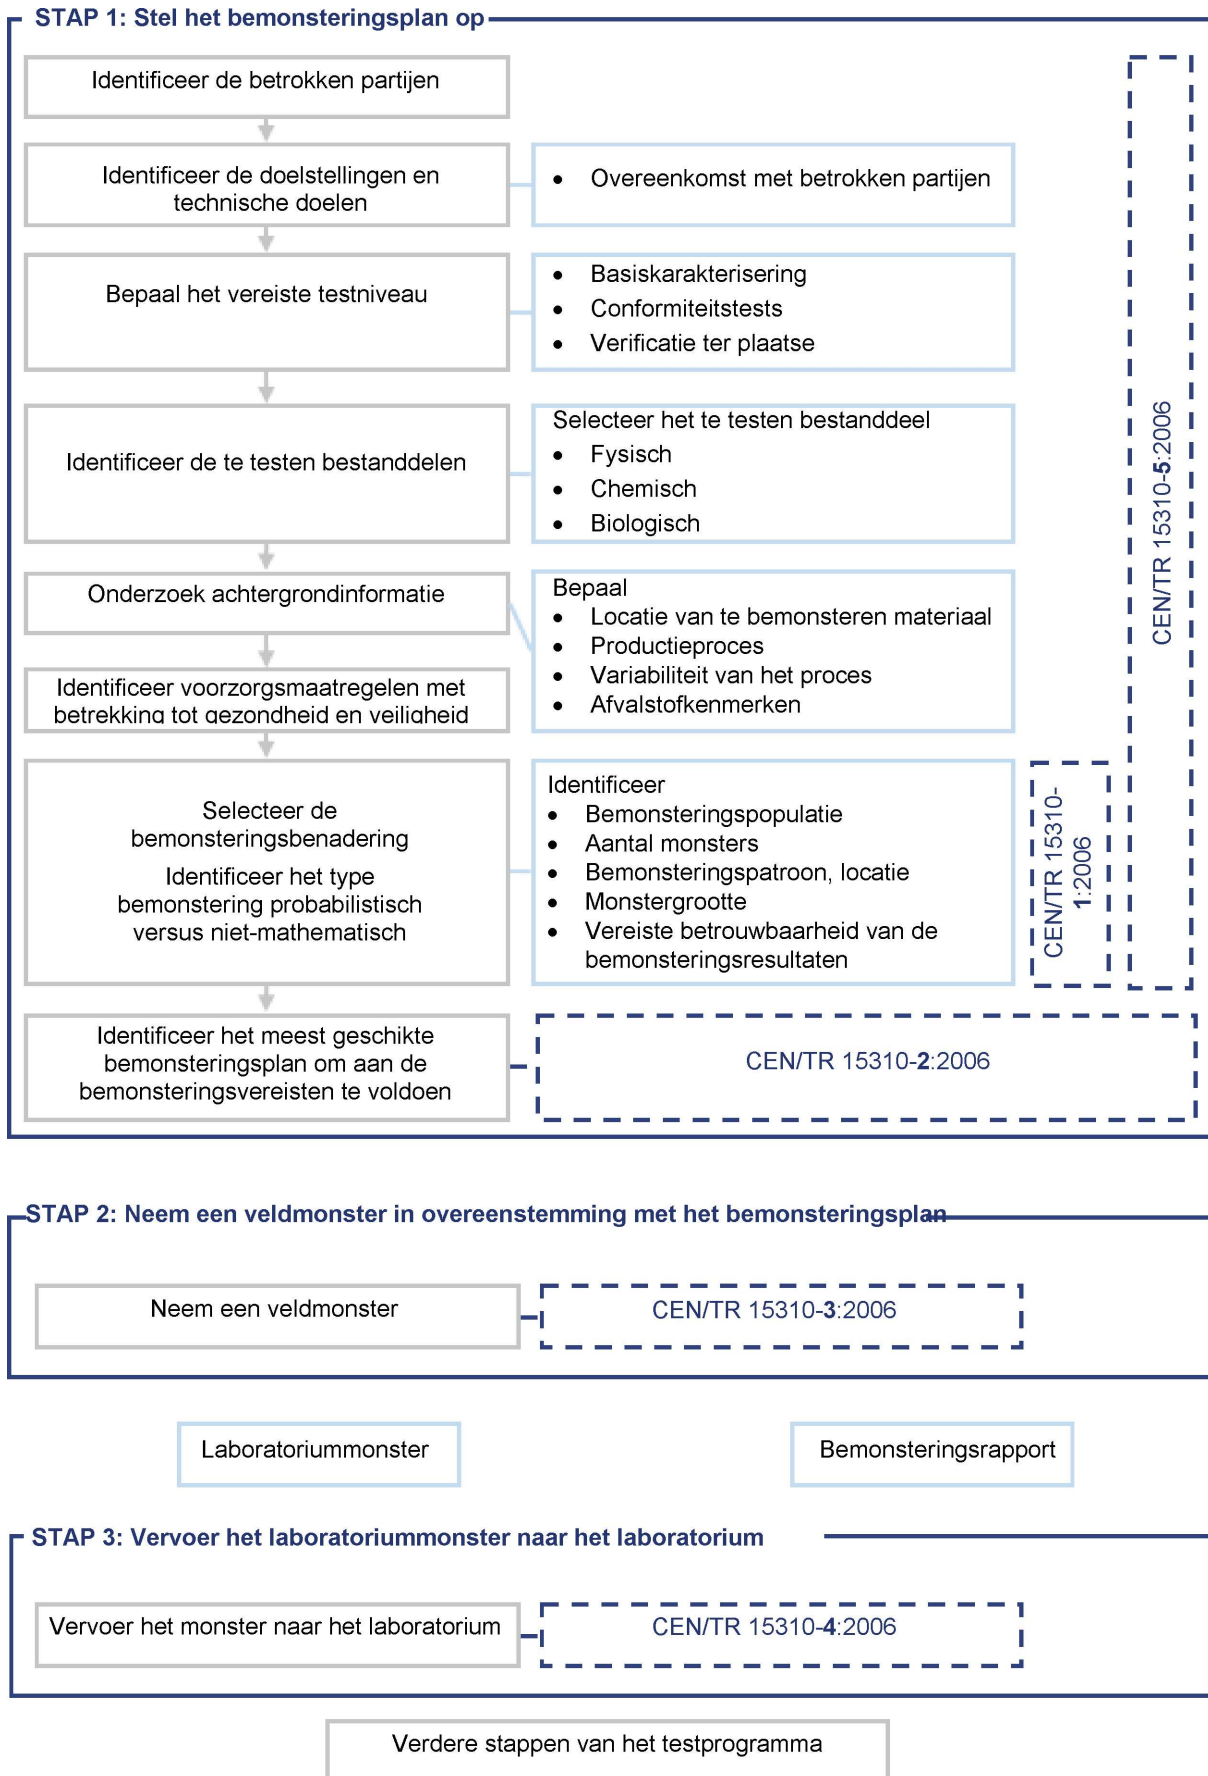 STAP 1: Stel het bemonsteringsplan op
Identificeer de betrokken partijen
Identificeer de doelstellingen en
technische doelen
• Overeenkomst met betrokken partijen
Bepaal het vereiste testniveau
• Basiskarakterisering
• Conformiteitstests
• Verificatie ter plaatse
Identificeer de te testen bestanddelen
Selecteer het te testen bestanddeel
• Fysisch
• Chemisch
• Biologisch
Onderzoek achtergrondinformatie
Bepaal
• Locatie van te bemonsteren materiaal
• Productieproces
• Variabiliteit van het proces
• Afvalstofkenmerken
Identificeer voorzorgsmaatregelen met
betrekking tot gezondheid en veiligheid
Selecteer de
bemonsteringsbenadering
Identificeer het type
bemonstering probabilistisch
versus niet-mathematisch
Identificeer
• Bemonsteringspopulatie
• Aantal monsters
• Bemonsteringspatroon, locatie
• Monstergrootte
• Vereiste betrouwbaarheid van de
bemonsteringsresultaten
CEN/TR 15310-
1:2006
CEN/TR 15310-5:2006
Identificeer het meest geschikte
bemonsteringsplan om aan de
bemonsteringsvereisten te voldoen
CEN/TR 15310-2:2006
STAP 2: Neem een veldmonster in overeenstemming met het bemonsteringsplan
Neem een veldmonster
CEN/TR 15310-3:2006
Laboratoriummonster
Bemonsteringsrapport
STAP 3: Vervoer het laboratoriummonster naar het laboratorium
Vervoer het monster naar het laboratorium
CEN/TR 15310-4:2006
Verdere stappen van het testprogramma